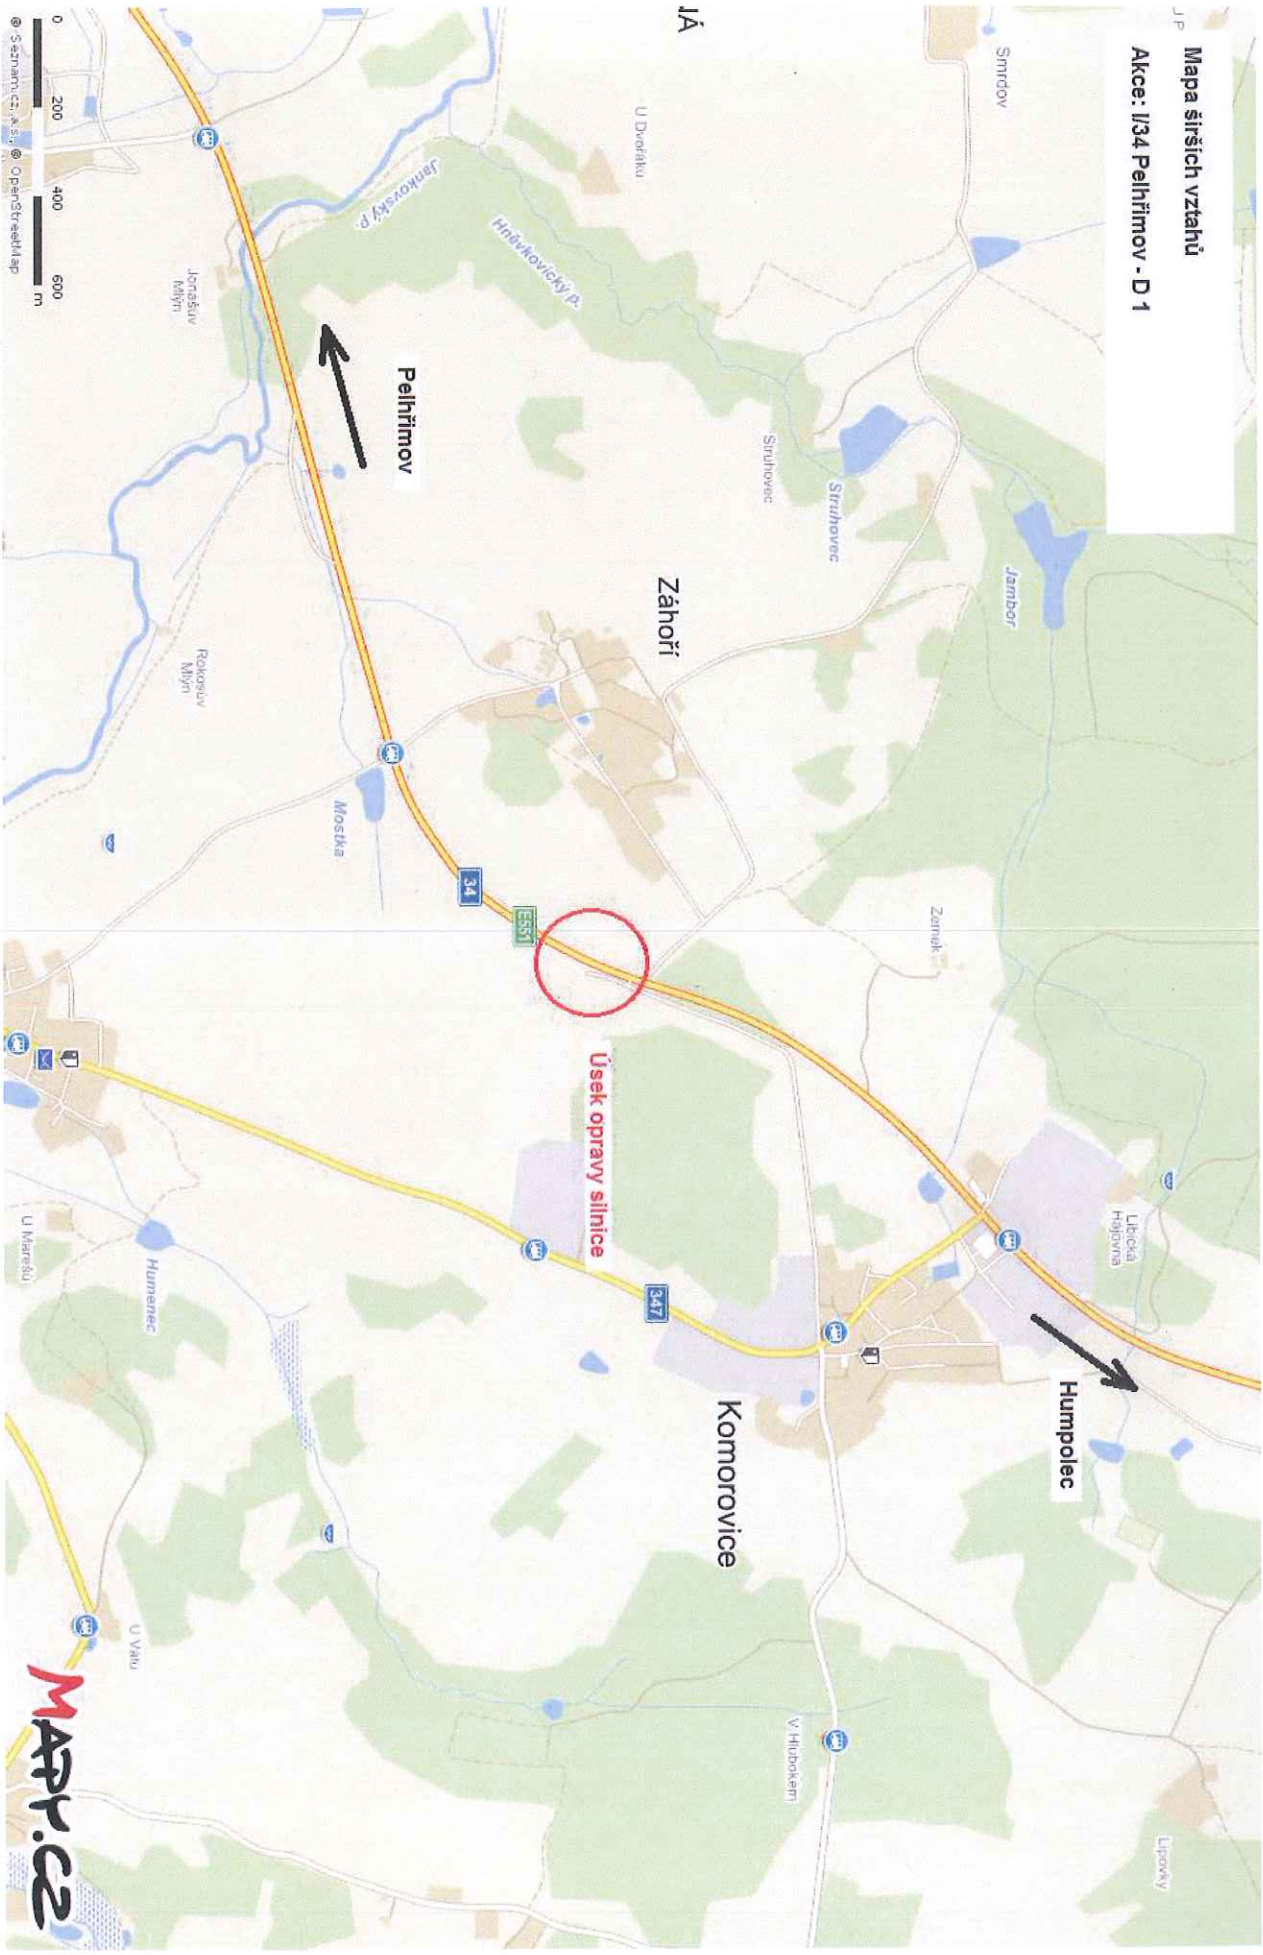 Mapa širších vztahů
Akce: I/34 Pelhřimov - D 1
Smrdov
U Dvořáků
Jankovský p.
Hněvkovický p.
Jonášův
Mlýn
Pelhřimov
Struhovec
Struhovec
Jambor
Záhoří
Rokosův
Mlýn
Mostka
34
E551
Zemek
Úsek opravy silnice
347
Libická
Hájovna
Humpolec
Komorovice
U Marešů
Humenec
V Hlubokém
Lipovky
0 200 400 600 m
© Seznam.cz, a.s., © OpenStreetMap
MAPY.CZ